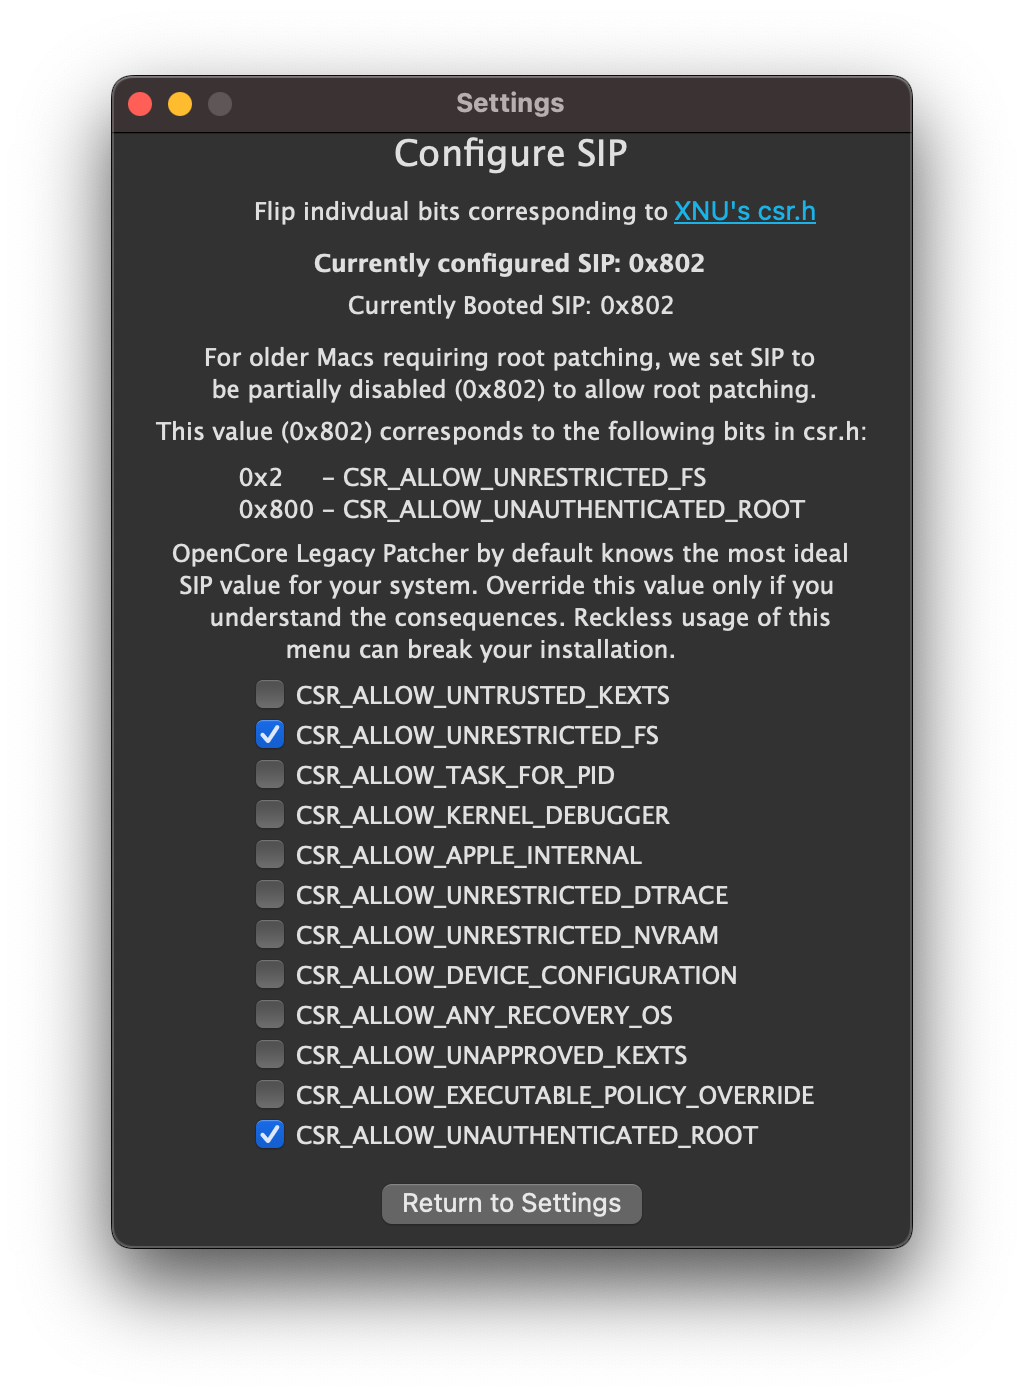 Settings
Configure SIP
Flip indivdual bits corresponding to XNU's csr.h
Currently configured SIP: 0x802
Currently Booted SIP: 0x802
For older Macs requiring root patching, we set SIP to
be partially disabled (0x802) to allow root patching.
This value (0x802) corresponds to the following bits in csr.h:
0x2 – CSR_ALLOW_UNRESTRICTED_FS
0x800 – CSR_ALLOW_UNAUTHENTICATED_ROOT
OpenCore Legacy Patcher by default knows the most ideal
SIP value for your system. Override this value only if you
understand the consequences. Reckless usage of this
menu can break your installation.
CSR_ALLOW_UNTRUSTED_KEXTS
CSR_ALLOW_UNRESTRICTED_FS
CSR_ALLOW_TASK_FOR_PID
CSR_ALLOW_KERNEL_DEBUGGER
CSR_ALLOW_APPLE_INTERNAL
CSR_ALLOW_UNRESTRICTED_DTRACE
CSR_ALLOW_UNRESTRICTED_NVRAM
CSR_ALLOW_DEVICE_CONFIGURATION
CSR_ALLOW_ANY_RECOVERY_OS
CSR_ALLOW_UNAPPROVED_KEXTS
CSR_ALLOW_EXECUTABLE_POLICY_OVERRIDE
CSR_ALLOW_UNAUTHENTICATED_ROOT
Return to Settings